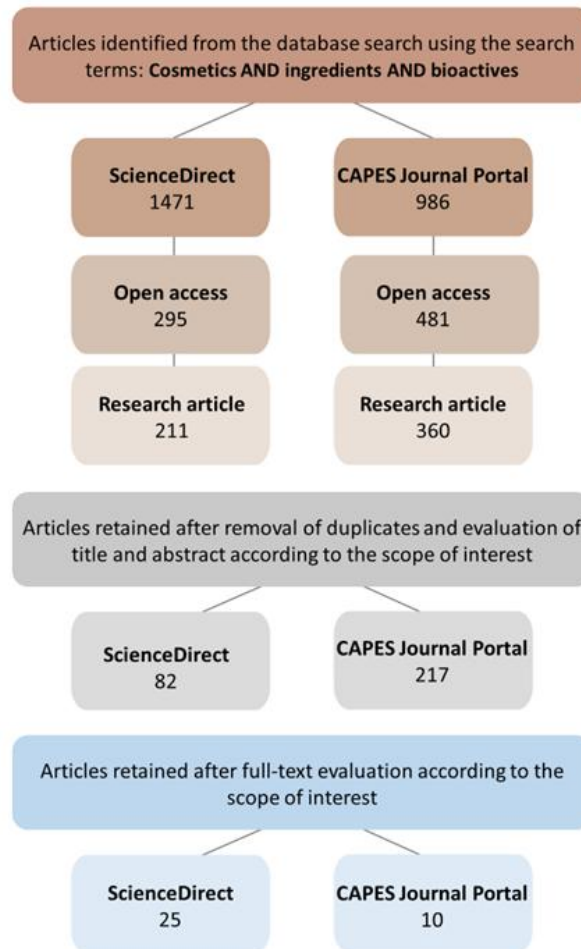 Articles identified from the database search using the search
terms: Cosmetics AND ingredients AND bioactives
ScienceDirect
1471
CAPES Journal Portal
986
Open access
295
Open access
481
Research article
211
Research article
360
Articles retained after removal of duplicates and evaluation of
title and abstract according to the scope of interest
ScienceDirect
82
CAPES Journal Portal
217
Articles retained after full-text evaluation according to the
scope of interest
ScienceDirect
25
CAPES Journal Portal
10